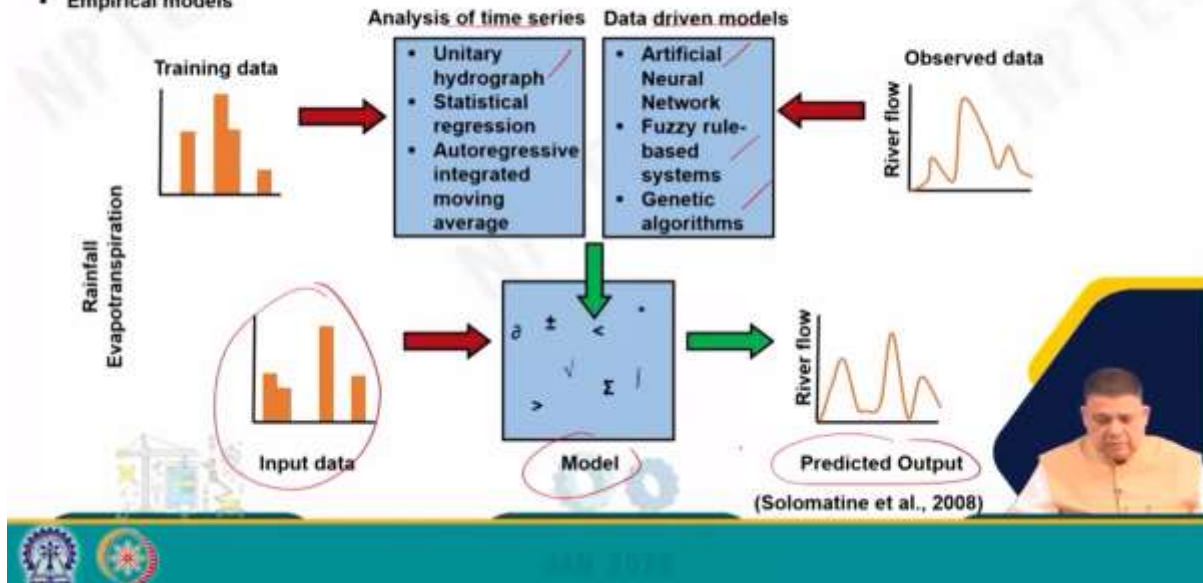 Empirical models
Analysis of time series
Data driven models
Training data
Observed data
▪ Unitary
hydrograph
▪ Statistical
regression
▪ Autoregressive
integrated
moving
average
▪ Artificial
Neural
Network
▪ Fuzzy rule-
based
systems
▪ Genetic
algorithms
River flow
Rainfall
Evapotranspiration
∂ ± < 
√ Σ ∫
>
River flow
Input data
Model
Predicted Output
(Solomatine et al., 2008)
NPTEL